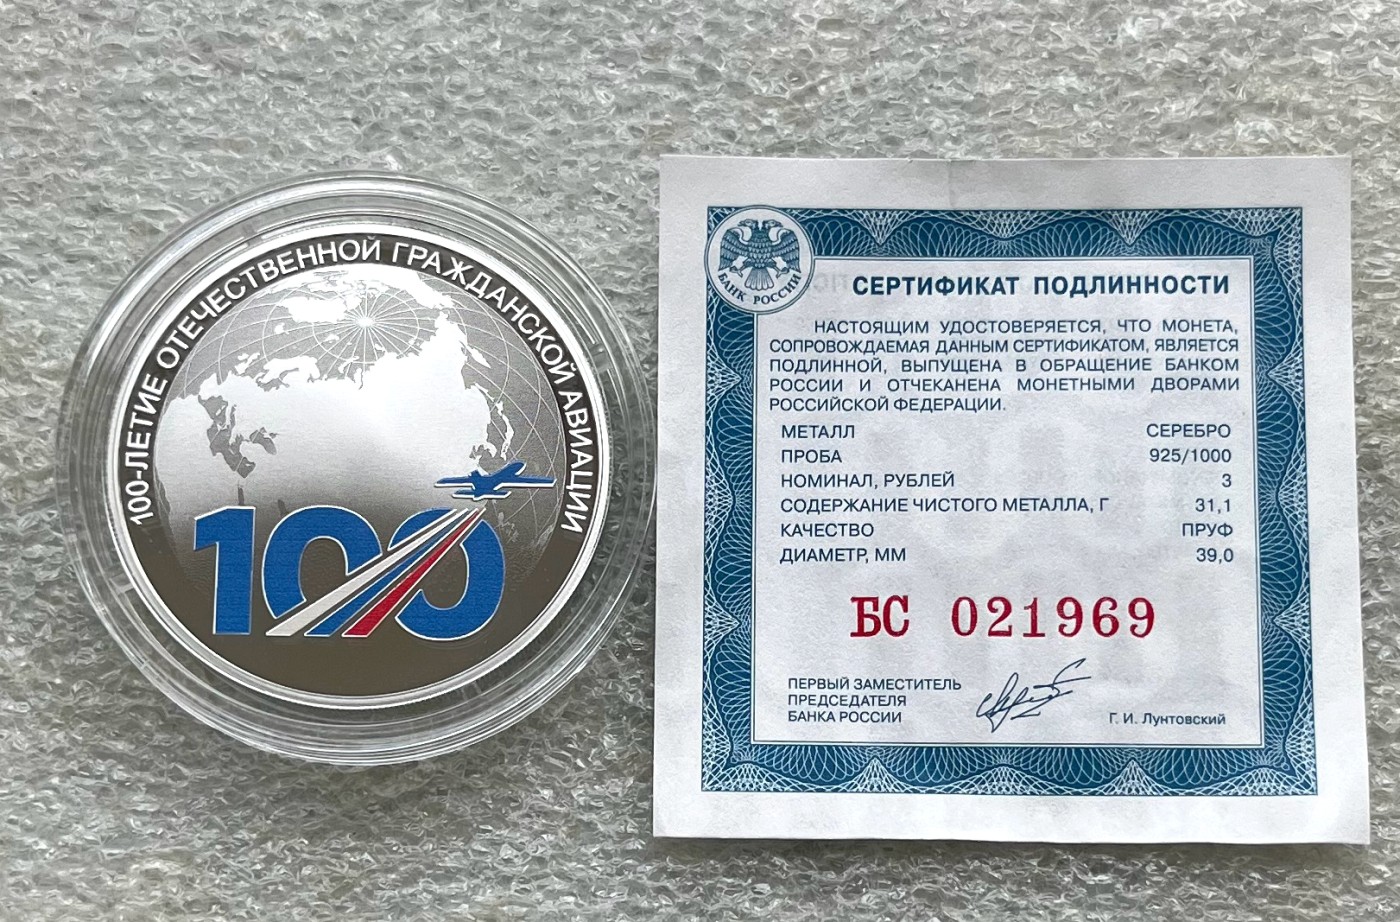 100-ЛЕТИЕ ОТЕЧЕСТВЕННОЙ ГРАЖДАНСКОЙ АВИАЦИИ
100
БАНК РОССИИ
СЕРТИФИКАТ ПОДЛИННОСТИ
НАСТОЯЩИМ УДОСТОВЕРЯЕТСЯ, ЧТО МОНЕТА,
СОПРОВОЖДАЕМАЯ ДАННЫМ СЕРТИФИКАТОМ, ЯВЛЯЕТСЯ
ПОДЛИННОЙ, ВЫПУЩЕНА В ОБРАЩЕНИЕ БАНКОМ
РОССИИ И ОТЧЕКАНЕНА МОНЕТНЫМИ ДВОРАМИ
РОССИЙСКОЙ ФЕДЕРАЦИИ.
МЕТАЛЛ СЕРЕБРО
ПРОБА 925/1000
НОМИНАЛ, РУБЛЕЙ 3
СОДЕРЖАНИЕ ЧИСТОГО МЕТАЛЛА, Г 31,1
КАЧЕСТВО ПРУФ
ДИАМЕТР, ММ 39,0
БС 021969
ПЕРВЫЙ ЗАМЕСТИТЕЛЬ
ПРЕДСЕДАТЕЛЯ
БАНКА РОССИИ
Г. И. Лунтовский